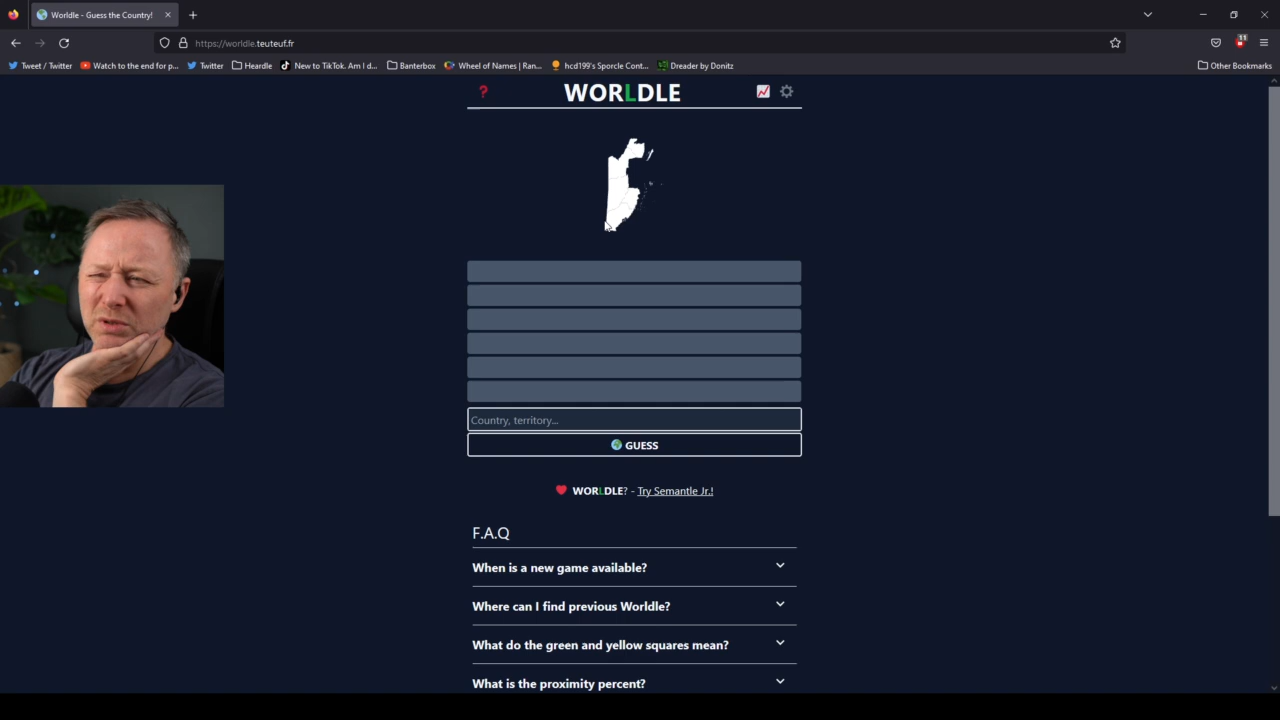 Worldle - Guess the Country!
https://worldle.teuteuf.fr
11
Tweet / Twitter
Watch to the end for p...
Twitter
Heardle
New to TikTok. Am I d...
Banterbox
Wheel of Names | Ran...
hcd199's Sporcle Cont...
Dreader by Donitz
Other Bookmarks
?
WORLDLE
Country, territory...
GUESS
WORLDLE? - Try Semantle Jr.!
F.A.Q
When is a new game available?
Where can I find previous Worldle?
What do the green and yellow squares mean?
What is the proximity percent?